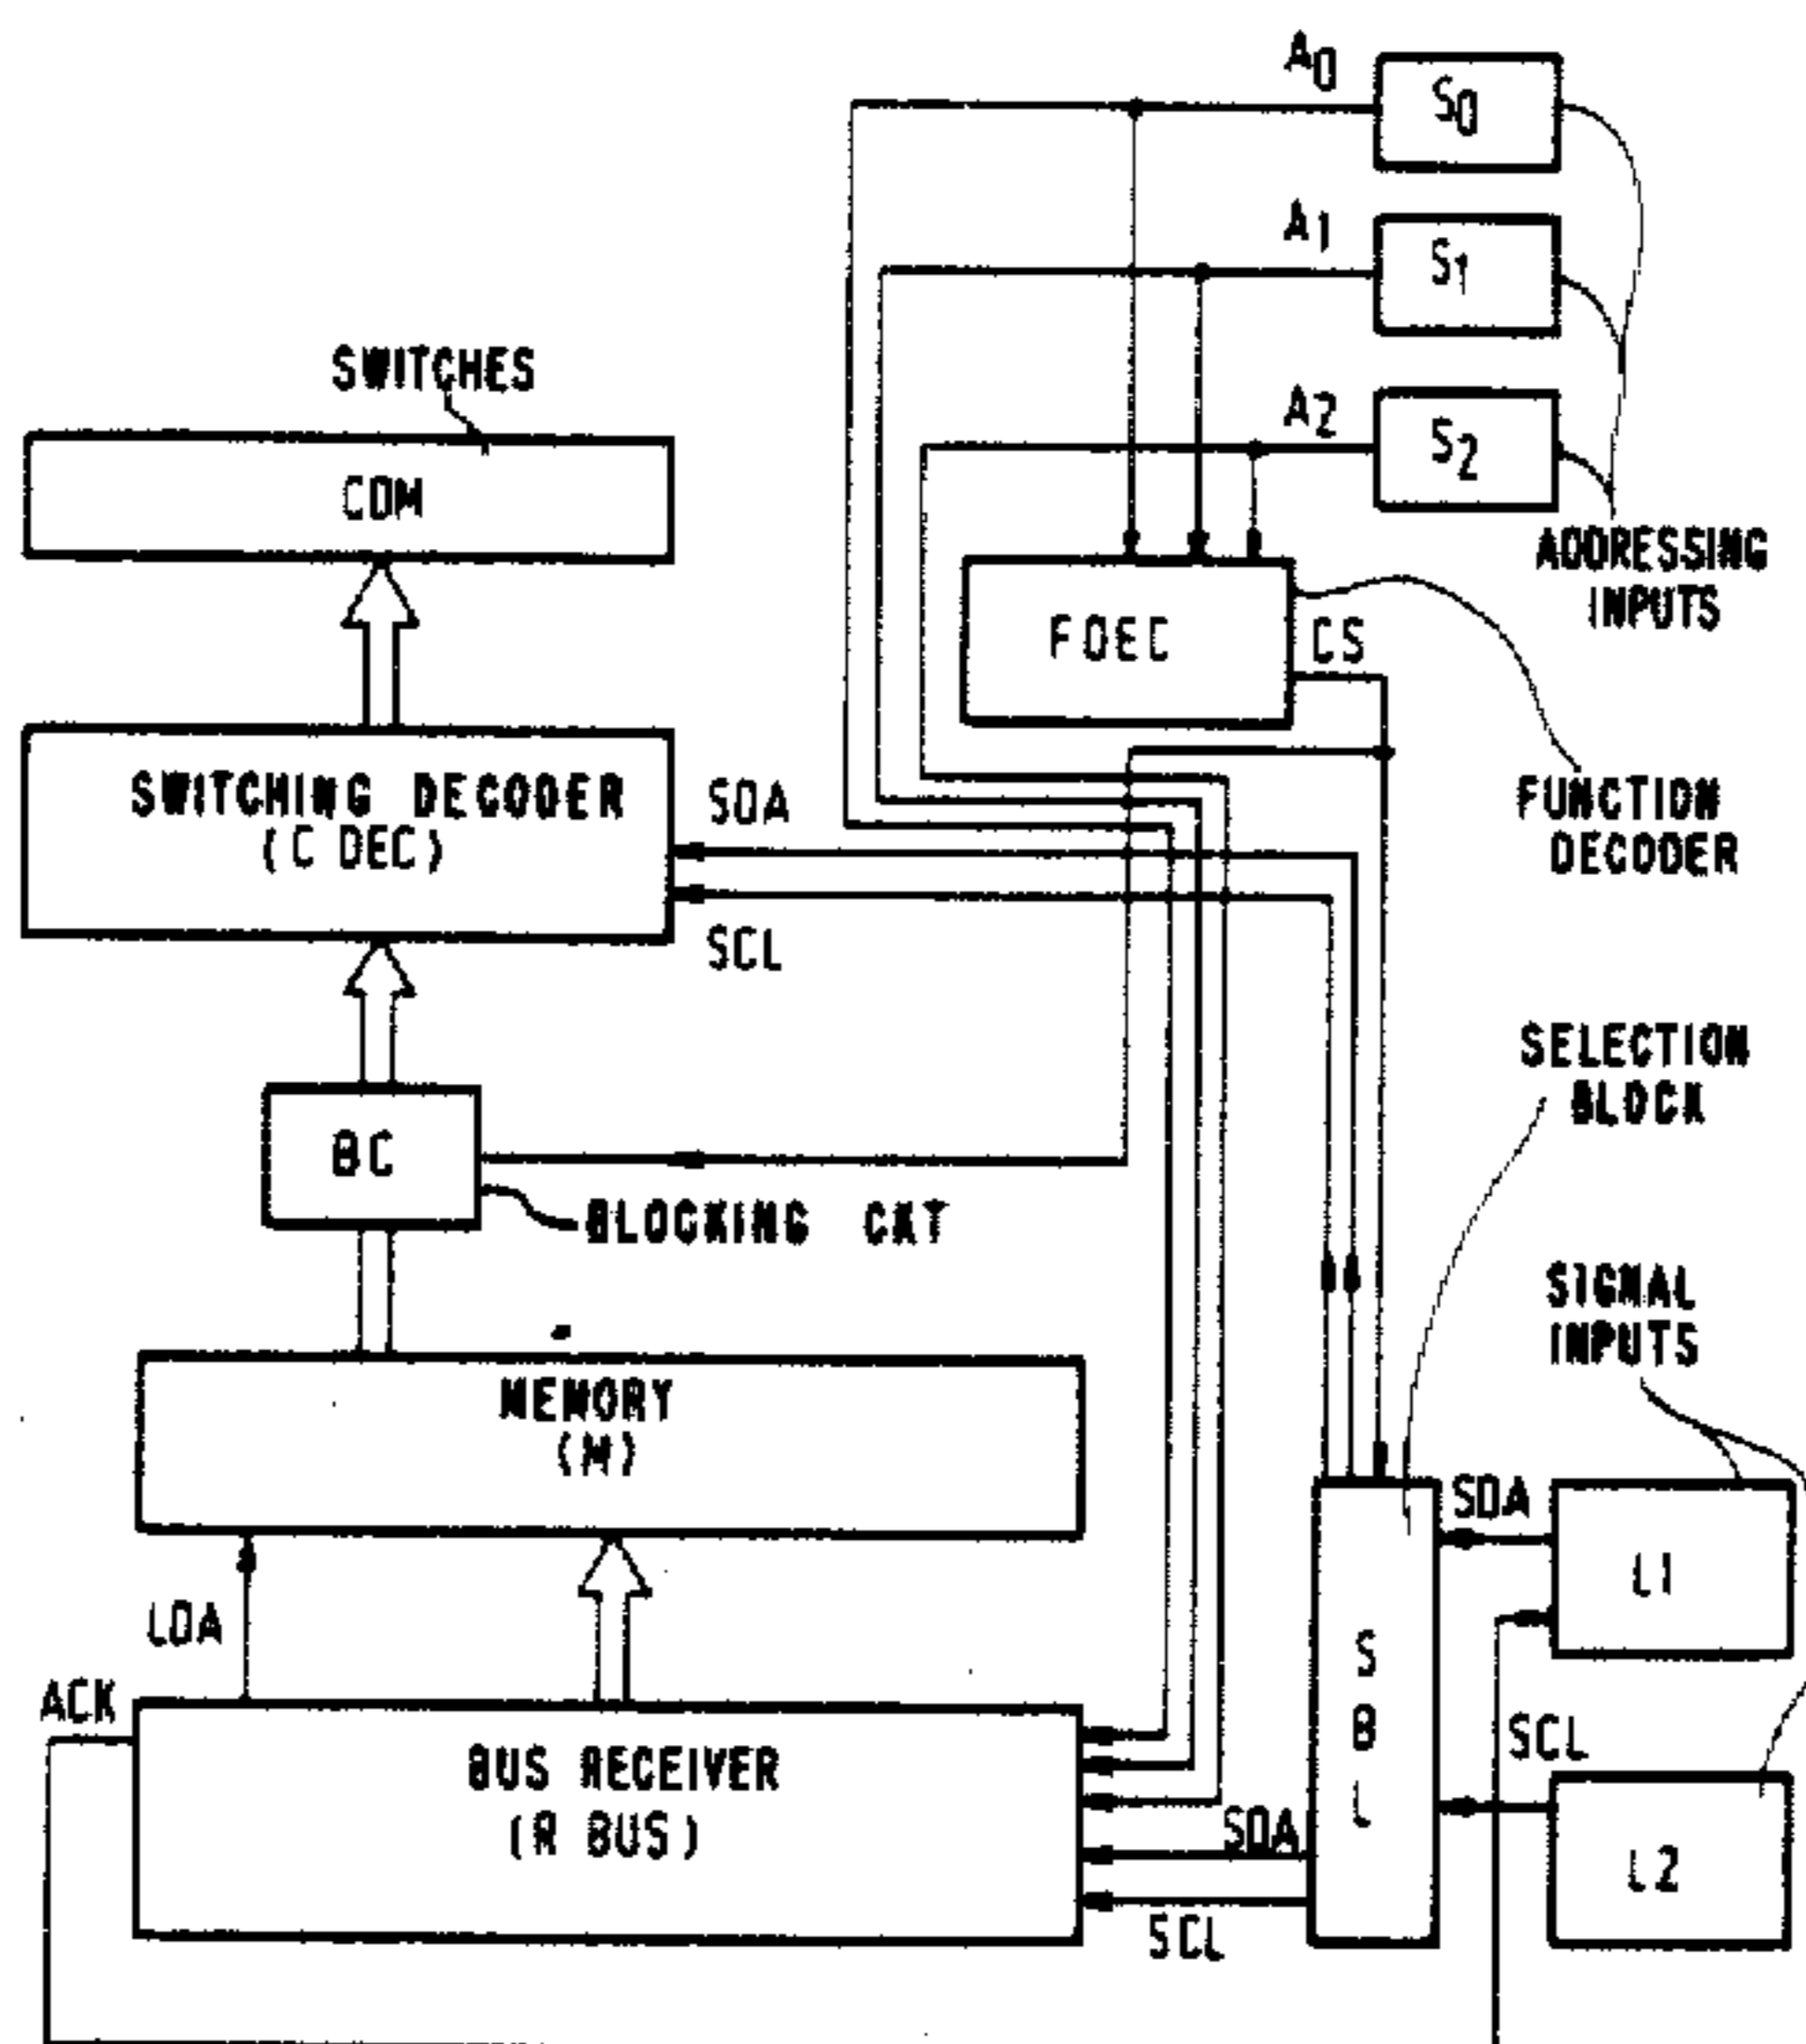 A0
S0
A1
S1
A2
S2
ADDRESSING
INPUTS
SWITCHES
COM
FDEC
CS
FUNCTION
DECODER
SWITCHING DECODER
(C DEC)
SDA
SCL
SELECTION
BLOCK
BC
BLOCKING CKT
SIGNAL
INPUTS
MEMORY
(M)
LDA
ACK
BUS RECEIVER
(R BUS)
SDA
SCL
S
B
L
SDA
L1
SCL
L2